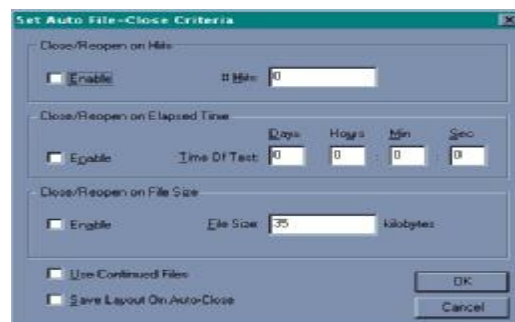 Set Auto File-Close Criteria
Close/Reopen on Hits
Enable # Hits: 0
Close/Reopen on Elapsed Time
Days Hours Min Sec
Enable Time Of Test: 0 : 0 : 0 : 0
Close/Reopen on File Size
Enable File Size: 35 kilobytes
Use Continued Files
OK
Save Layout On Auto-Close
Cancel